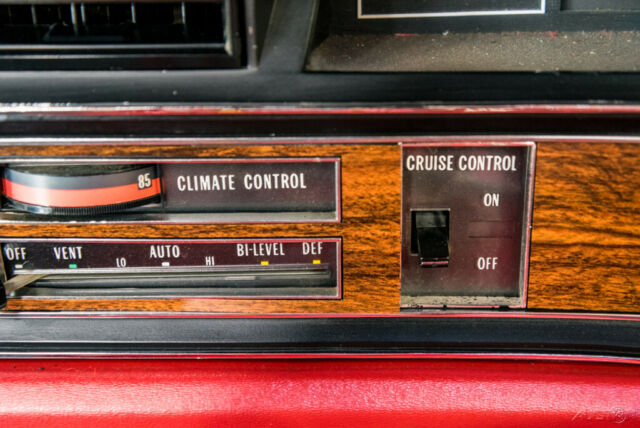 85
CLIMATE CONTROL
OFF VENT AUTO BI-LEVEL DEF
LO HI
CRUISE CONTROL
ON
OFF